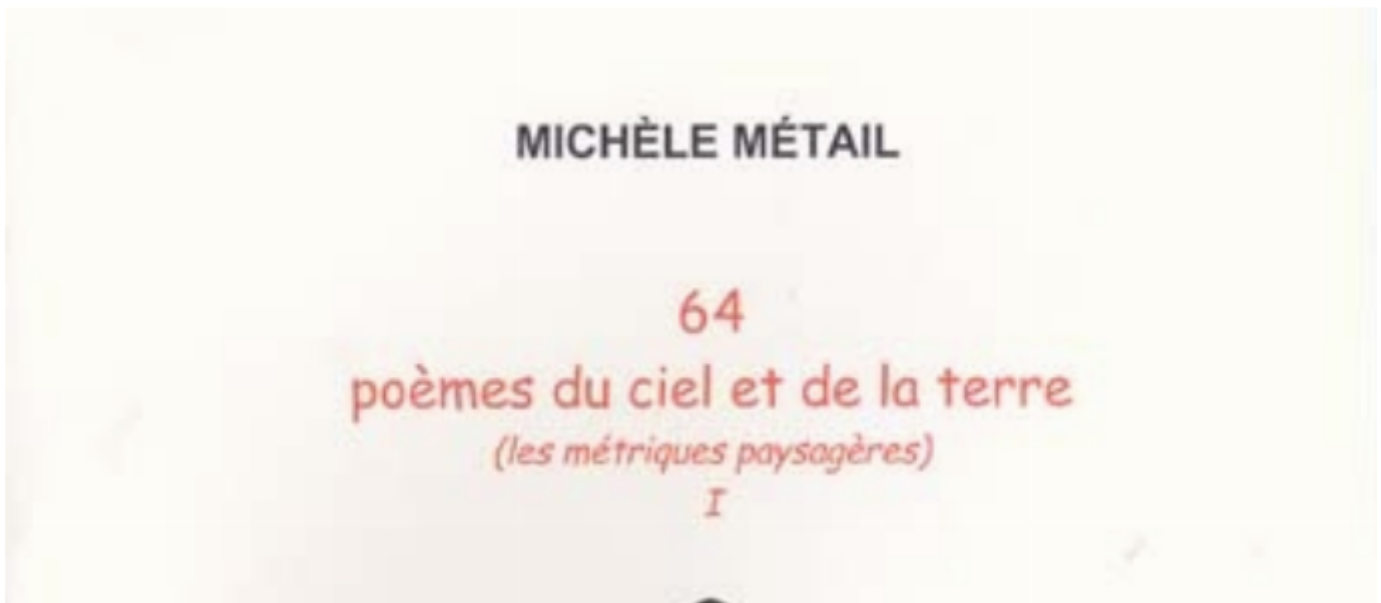 MICHÈLE MÉTAIL
64
poèmes du ciel et de la terre
(les métriques paysagères)
I